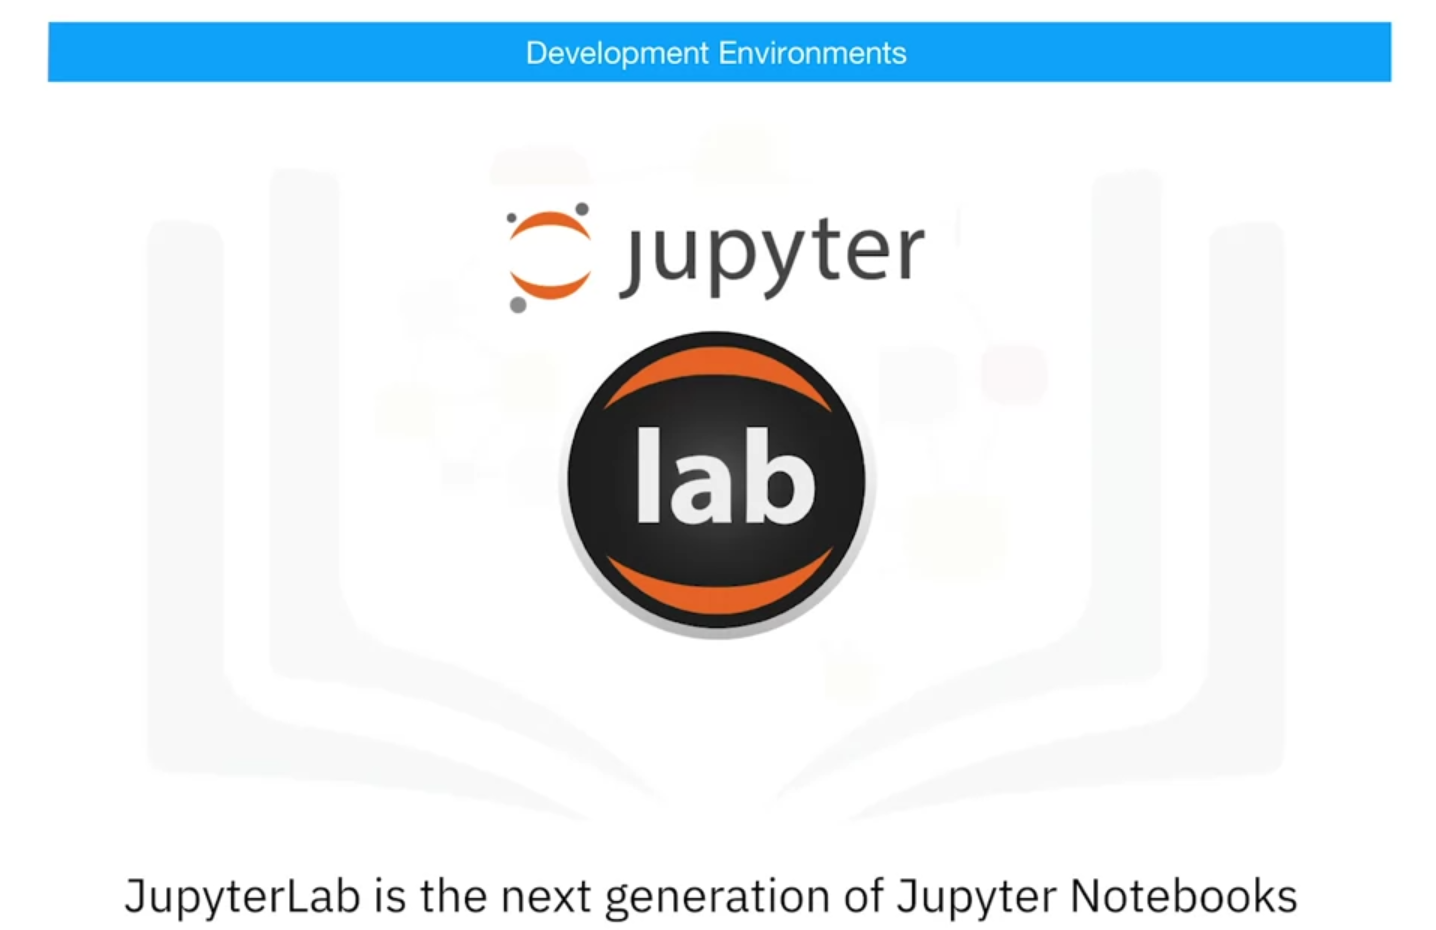 Development Environments
jupyter
lab
JupyterLab is the next generation of Jupyter Notebooks